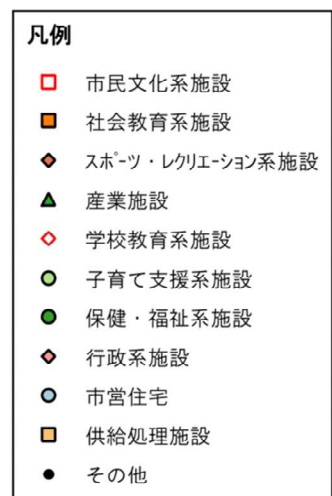 凡例
市民文化系施設
社会教育系施設
ｽﾎﾟｰﾂ・ﾚｸﾘｴｰｼｮﾝ系施設
産業施設
学校教育系施設
子育て支援系施設
保健・福祉系施設
行政系施設
市営住宅
供給処理施設
その他